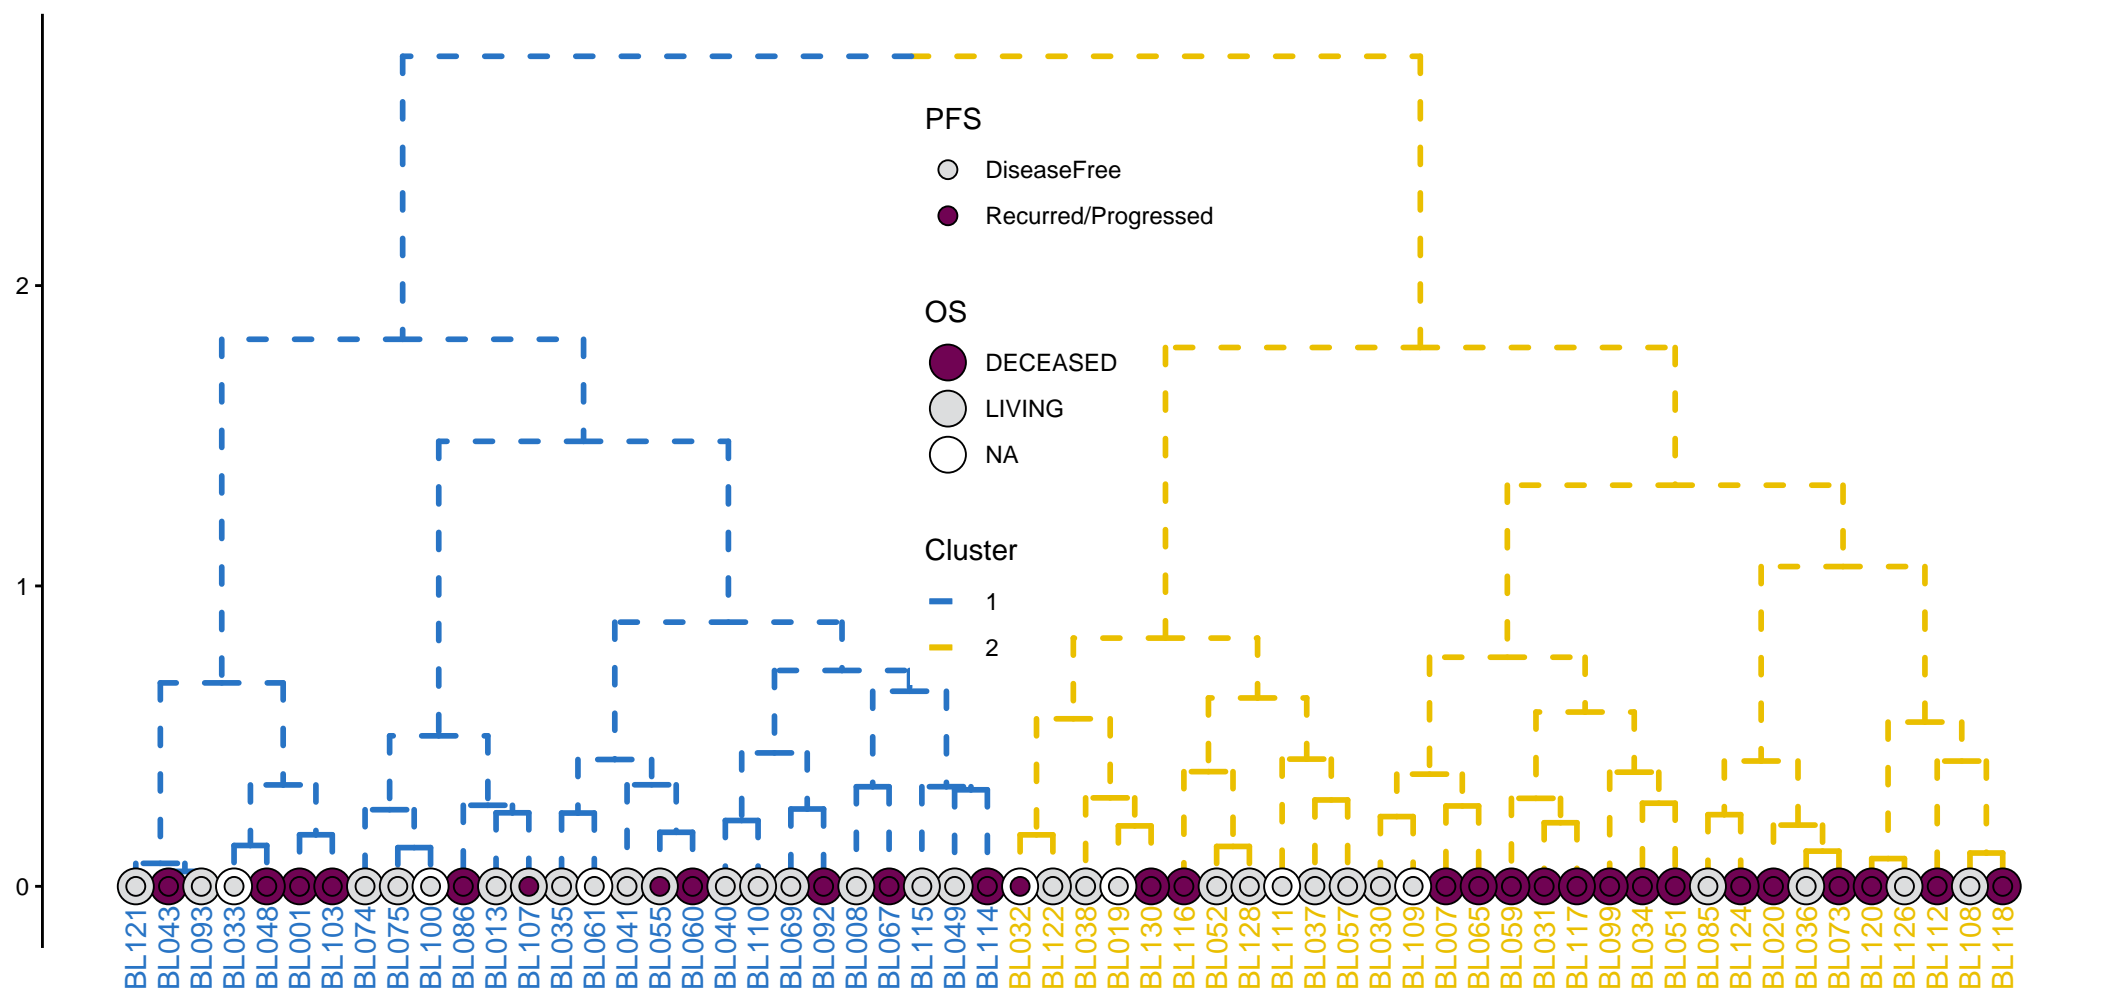 PFS
DiseaseFree
Recurred/Progressed
2
OS
DECEASED
LIVING
NA
Cluster
1
1
2
0
BL121
BL043
BL093
BL033
BL048
BL001
BL103
BL074
BL075
BL100
BL086
BL013
BL107
BL035
BL061
BL041
BL055
BL060
BL040
BL110
BL069
BL092
BL008
BL067
BL115
BL049
BL114
BL032
BL122
BL038
BL019
BL130
BL116
BL052
BL128
BL111
BL037
BL057
BL030
BL109
BL007
BL065
BL059
BL031
BL117
BL099
BL034
BL051
BL085
BL124
BL020
BL036
BL073
BL120
BL126
BL112
BL108
BL118